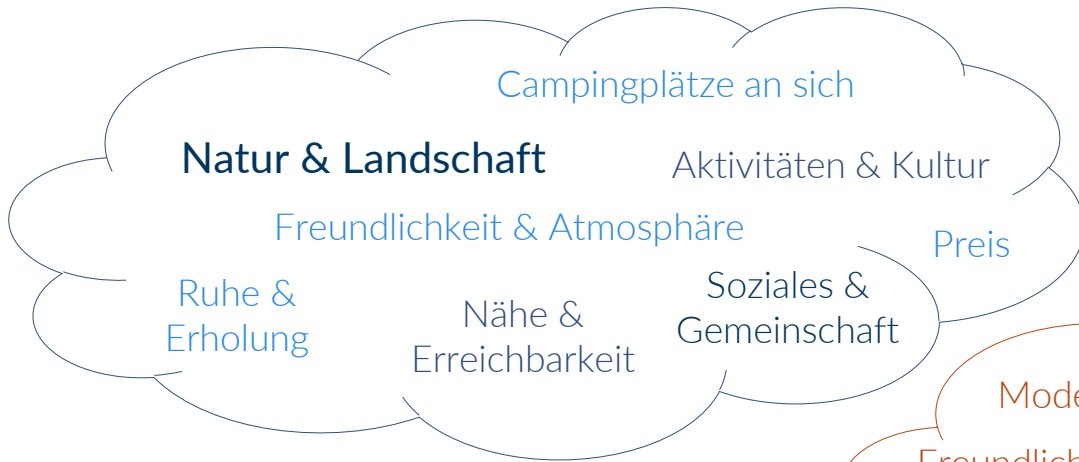 Campingplätze an sich
Natur & Landschaft
Aktivitäten & Kultur
Freundlichkeit & Atmosphäre
Preis
Ruhe &
Erholung
Nähe &
Erreichbarkeit
Soziales &
Gemeinschaft